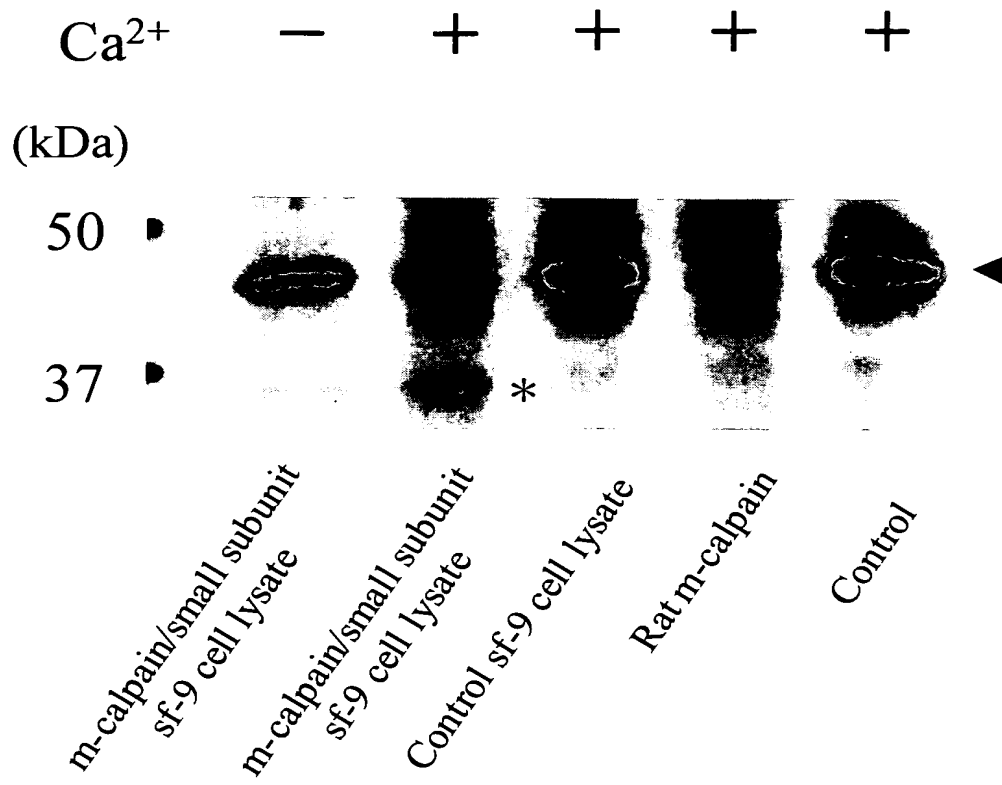 Ca²⁺ − + + + +
(kDa)
50
37
*
m-calpain/small subunit
sf-9 cell lysate
m-calpain/small subunit
sf-9 cell lysate
Control sf-9 cell lysate
Rat m-calpain
Control